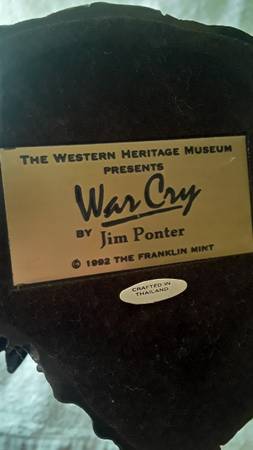 THE WESTERN HERITAGE MUSEUM
PRESENTS
War Cry
BY Jim Ponter
© 1992 THE FRANKLIN MINT
CRAFTED IN
THAILAND